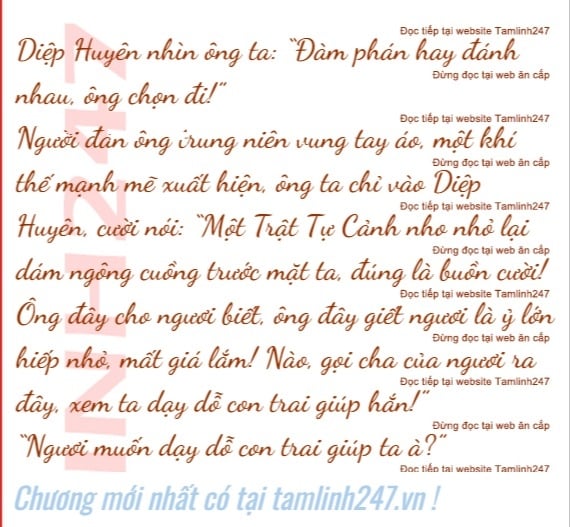 Đọc tiếp tại website Tamlinh247
Diệp Huyên nhìn ông ta: “Đàm phán hay đánh
Đừng đọc tại web ăn cắp
nhau, ông chọn đi!”
Đọc tiếp tại website Tamlinh247
Người đàn ông trung niên vung tay áo, một khí
Đừng đọc tại web ăn cắp
thế mạnh mẽ xuất hiện, ông ta chỉ vào Diệp
Đọc tiếp tại website Tamlinh247
Huyên, cười nói: “Một Trật Tự Cảnh nho nhỏ lại
Đừng đọc tại web ăn cắp
dám ngông cuồng trước mặt ta, đúng là buồn cười!
Đọc tiếp tại website Tamlinh247
Ông đây cho ngươi biết, ông đây giết ngươi là ỷ lớn
Đừng đọc tại web ăn cắp
hiếp nhỏ, mất giá lắm! Nào, gọi cha của ngươi ra
Đọc tiếp tại website Tamlinh247
đây, xem ta dạy dỗ con trai giúp hắn!”
Đừng đọc tại web ăn cắp
“Ngươi muốn dạy dỗ con trai giúp ta à?”
Đọc tiếp tại website Tamlinh247
Chương mới nhất có tại tamlinh247.vn !
INH247